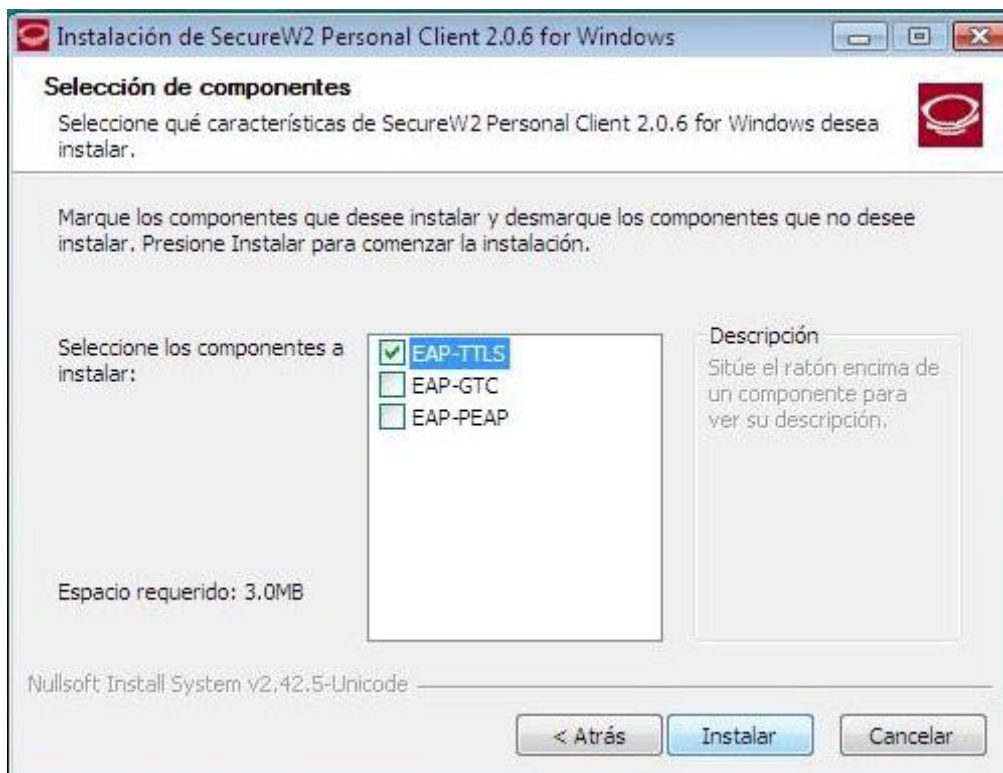 Instalación de SecureW2 Personal Client 2.0.6 for Windows
Selección de componentes
Seleccione qué características de SecureW2 Personal Client 2.0.6 for Windows desea
instalar.
Marque los componentes que desee instalar y desmarque los componentes que no desee
instalar. Presione Instalar para comenzar la instalación.
Seleccione los componentes a
instalar:
EAP-TTLS
EAP-GTC
EAP-PEAP
Descripción
Sitúe el ratón encima de
un componente para
ver su descripción.
Espacio requerido: 3.0MB
Nullsoft Install System v2.42.5-Unicode
< Atrás
Instalar
Cancelar